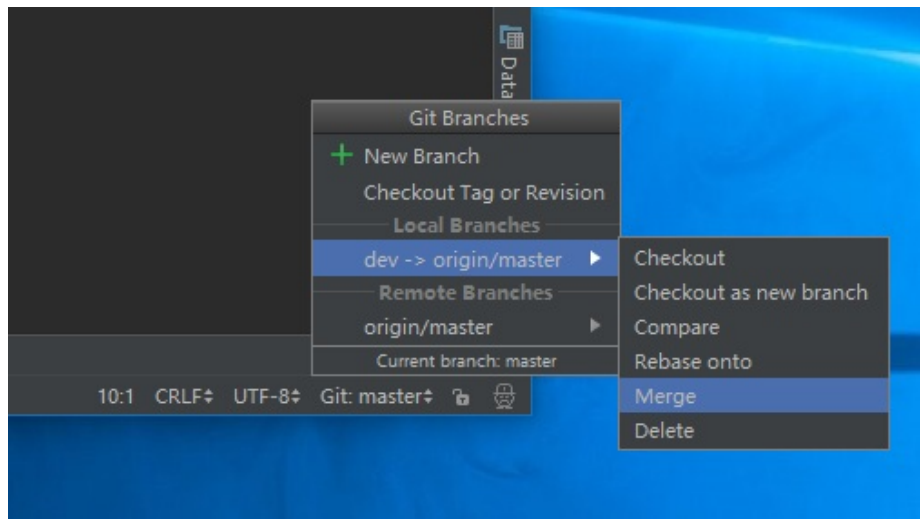 Data
Git Branches
New Branch
Checkout Tag or Revision
Local Branches
dev -> origin/master
Remote Branches
origin/master
Current branch: master
Checkout
Checkout as new branch
Compare
Rebase onto
Merge
Delete
10:1 CRLF UTF-8 Git: master